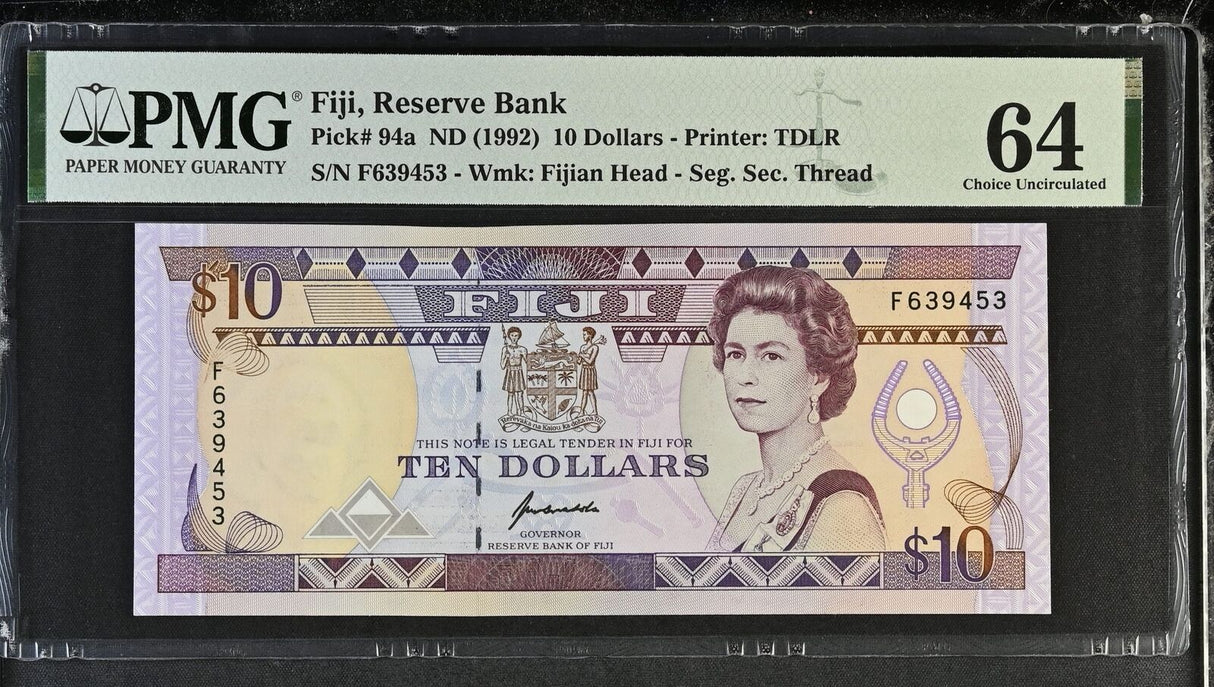 PMG®
PAPER MONEY GUARANTY
Fiji, Reserve Bank
Pick# 94a ND (1992) 10 Dollars - Printer: TDLR
S/N F639453 - Wmk: Fijian Head - Seg. Sec. Thread
64
Choice Uncirculated
$10
FIJI
F639453
F639453
THIS NOTE IS LEGAL TENDER IN FIJI FOR
TEN DOLLARS
GOVERNOR
RESERVE BANK OF FIJI
$10